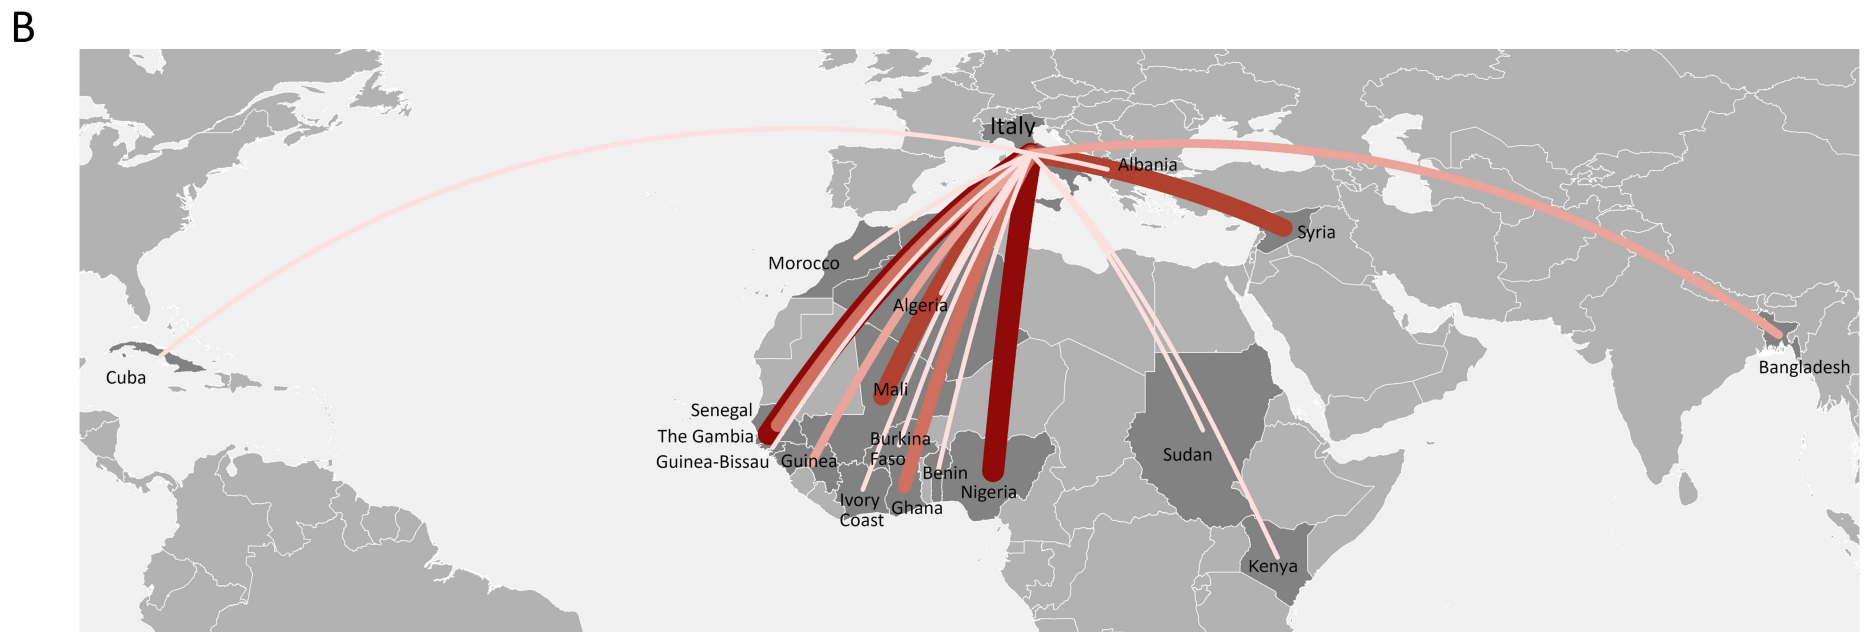 B
Italy
Albania
Syria
Morocco
Algeria
Cuba
Bangladesh
Mali
Senegal
The Gambia
Guinea-Bissau
Guinea
Burkina
Faso
Benin
Sudan
Nigeria
Ivory
Coast
Ghana
Kenya